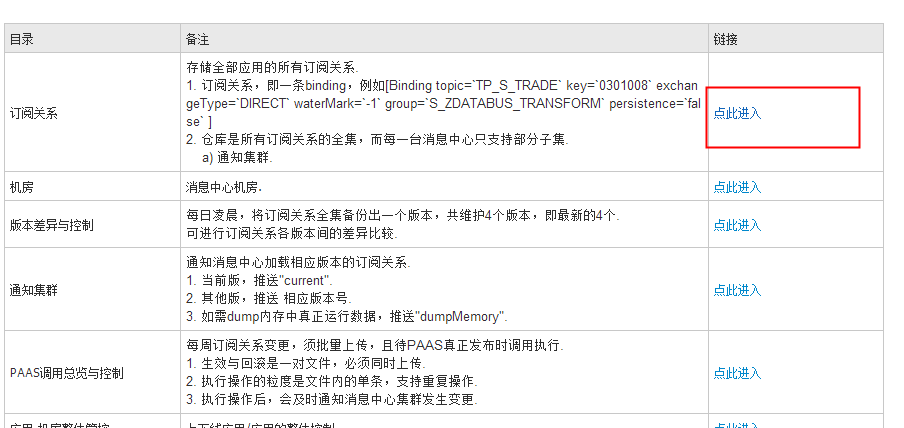 目录 备注 链接
存储全部应用的所有订阅关系.
1. 订阅关系，即一条binding，例如[Binding topic=`TP_S_TRADE` key=`0301008` exchan
geType=`DIRECT` waterMark=`-1` group=`S_ZDATABUS_TRANSFORM` persistence=`fal
se` ]
订阅关系 点此进入
2. 仓库是所有订阅关系的全集，而每一台消息中心只支持部分子集.
a) 通知集群.
机房 消息中心机房. 点此进入
每日凌晨，将订阅关系全集备份出一个版本，共维护4个版本，即最新的4个.
版本差异与控制 点此进入
可进行订阅关系各版本间的差异比较.
通知消息中心加载相应版本的订阅关系.
1. 当前版，推送"current".
通知集群 点此进入
2. 其他版，推送 相应版本号.
3. 如需dump内存中真正运行数据，推送"dumpMemory".
每周订阅关系变更，须批量上传，且待PAAS真正发布时调用执行.
1. 生效与回滚是一对文件，必须同时上传.
PAAS调用总览与控制 点此进入
2. 执行操作的粒度是文件内的单条，支持重复操作.
3. 执行操作后，会及时通知消息中心集群发生变更.
点此进入